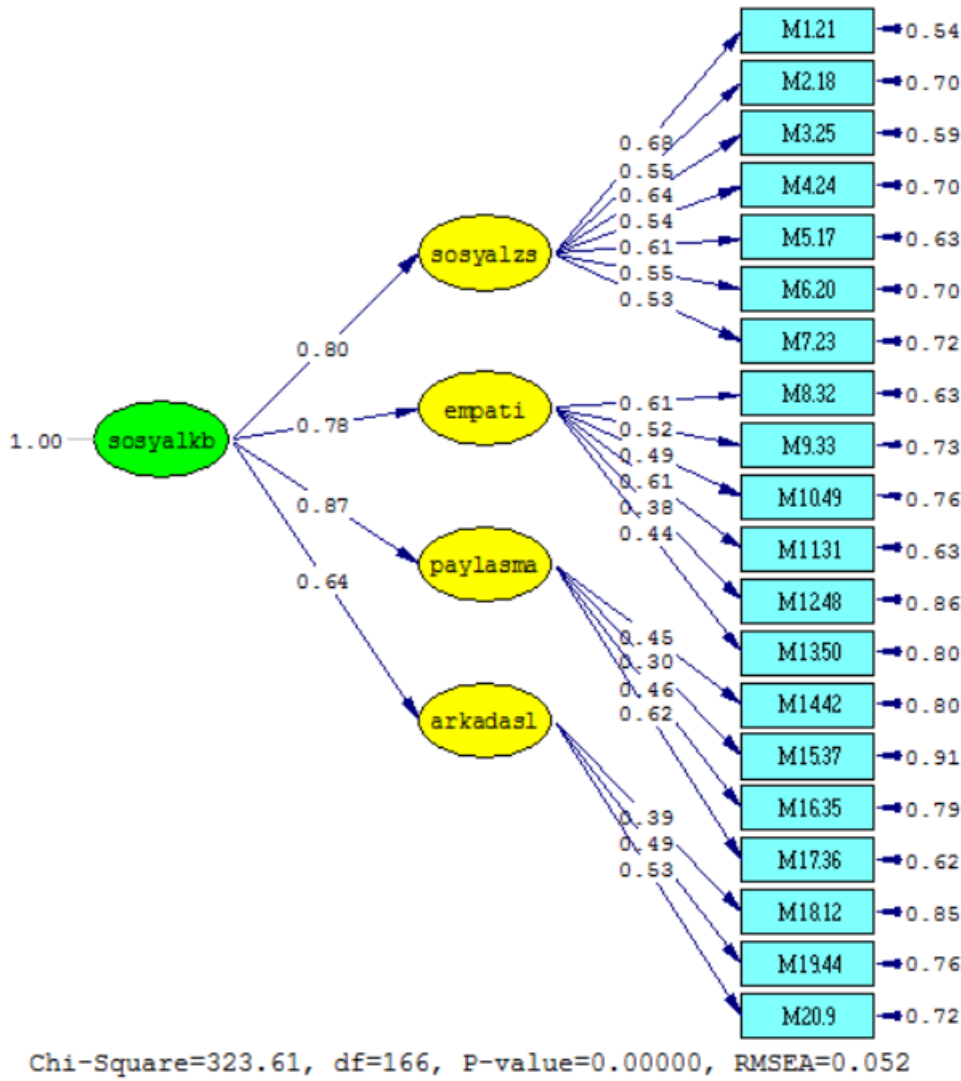 M1.21 0.54
M2.18 0.70
M3.25 0.59
M4.24 0.70
M5.17 0.63
M6.20 0.70
M7.23 0.72
M8.32 0.63
M9.33 0.73
M10.49 0.76
M11.31 0.63
M12.48 0.86
M13.50 0.80
M14.42 0.80
M15.37 0.91
M16.35 0.79
M17.36 0.62
M18.12 0.85
M19.44 0.76
M20.9 0.72
0.68
0.55
0.64
0.54
0.61
0.55
0.53
0.61
0.52
0.49
0.61
0.38
0.44
0.45
0.30
0.46
0.62
0.39
0.49
0.53
sosyalzs
empati
paylasma
arkadasl
0.80
0.78
0.87
0.64
1.00 sosyalkb
Chi-Square=323.61, df=166, P-value=0.00000, RMSEA=0.052